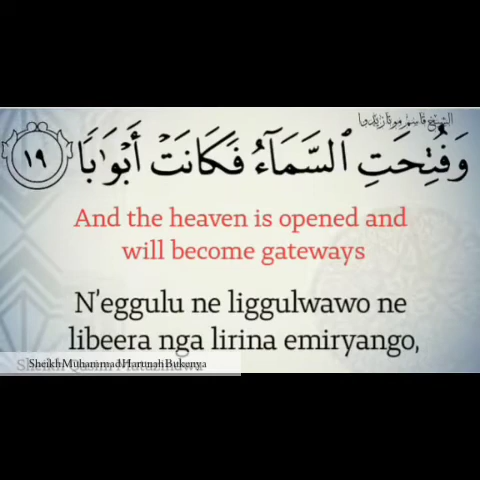 وَفُتِحَتِ ٱلسَّمَآءُ فَكَانَتْ أَبْوَٰبًا ١٩
And the heaven is opened and
will become gateways
N'eggulu ne liggulwawo ne
libeera nga lirina emiryango,
Sheikh Muhammad Harunah Bukenya